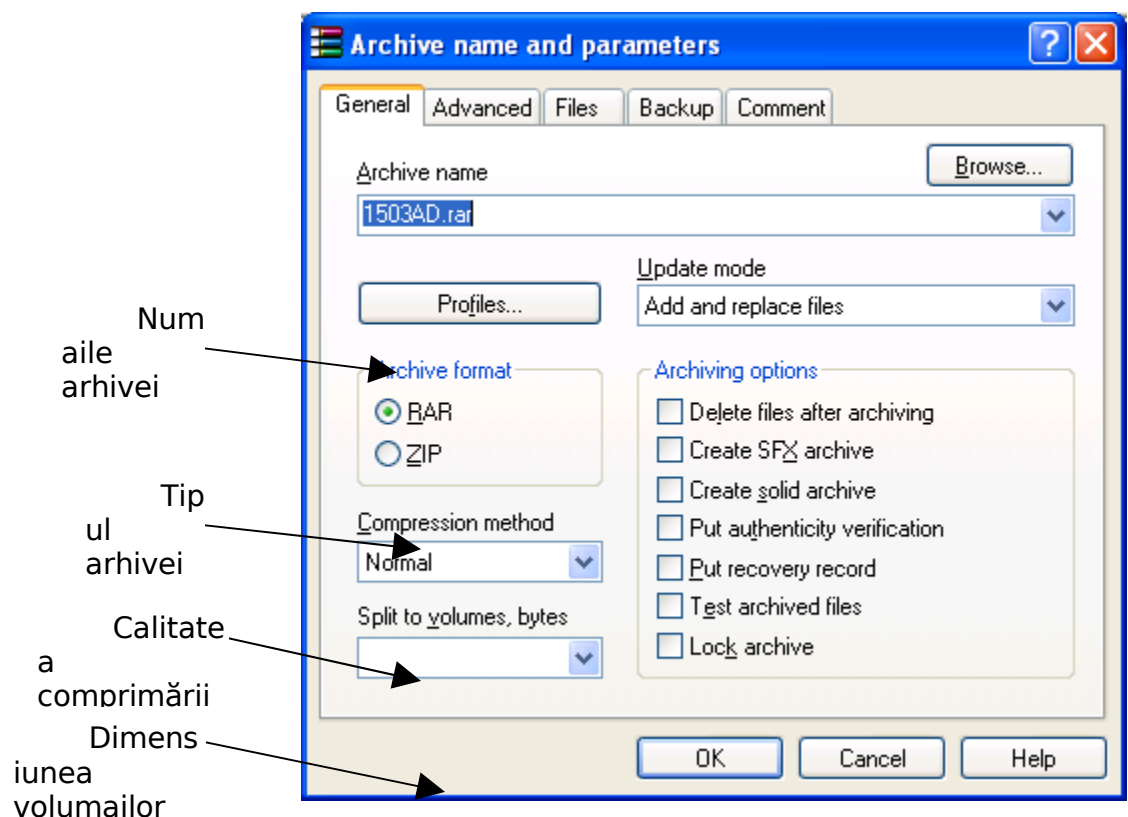 Archive name and parameters
General Advanced Files Backup Comment
Archive name
Browse...
1503AD.rar
Update mode
Profiles...
Add and replace files
Archive format
RAR
ZIP
Compression method
Normal
Split to volumes, bytes
Archiving options
Delete files after archiving
Create SFX archive
Create solid archive
Put authenticity verification
Put recovery record
Test archived files
Lock archive
OK Cancel Help
Num
aile
arhivei
Tip
ul
arhivei
Calitate
a
comprimării
Dimens
iunea
volumailor